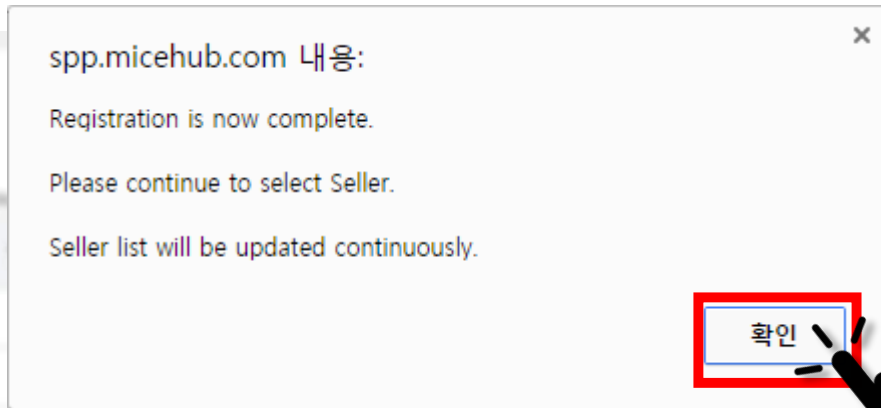 spp.micehub.com 내용:
Registration is now complete.
Please continue to select Seller.
Seller list will be updated continuously.
확인